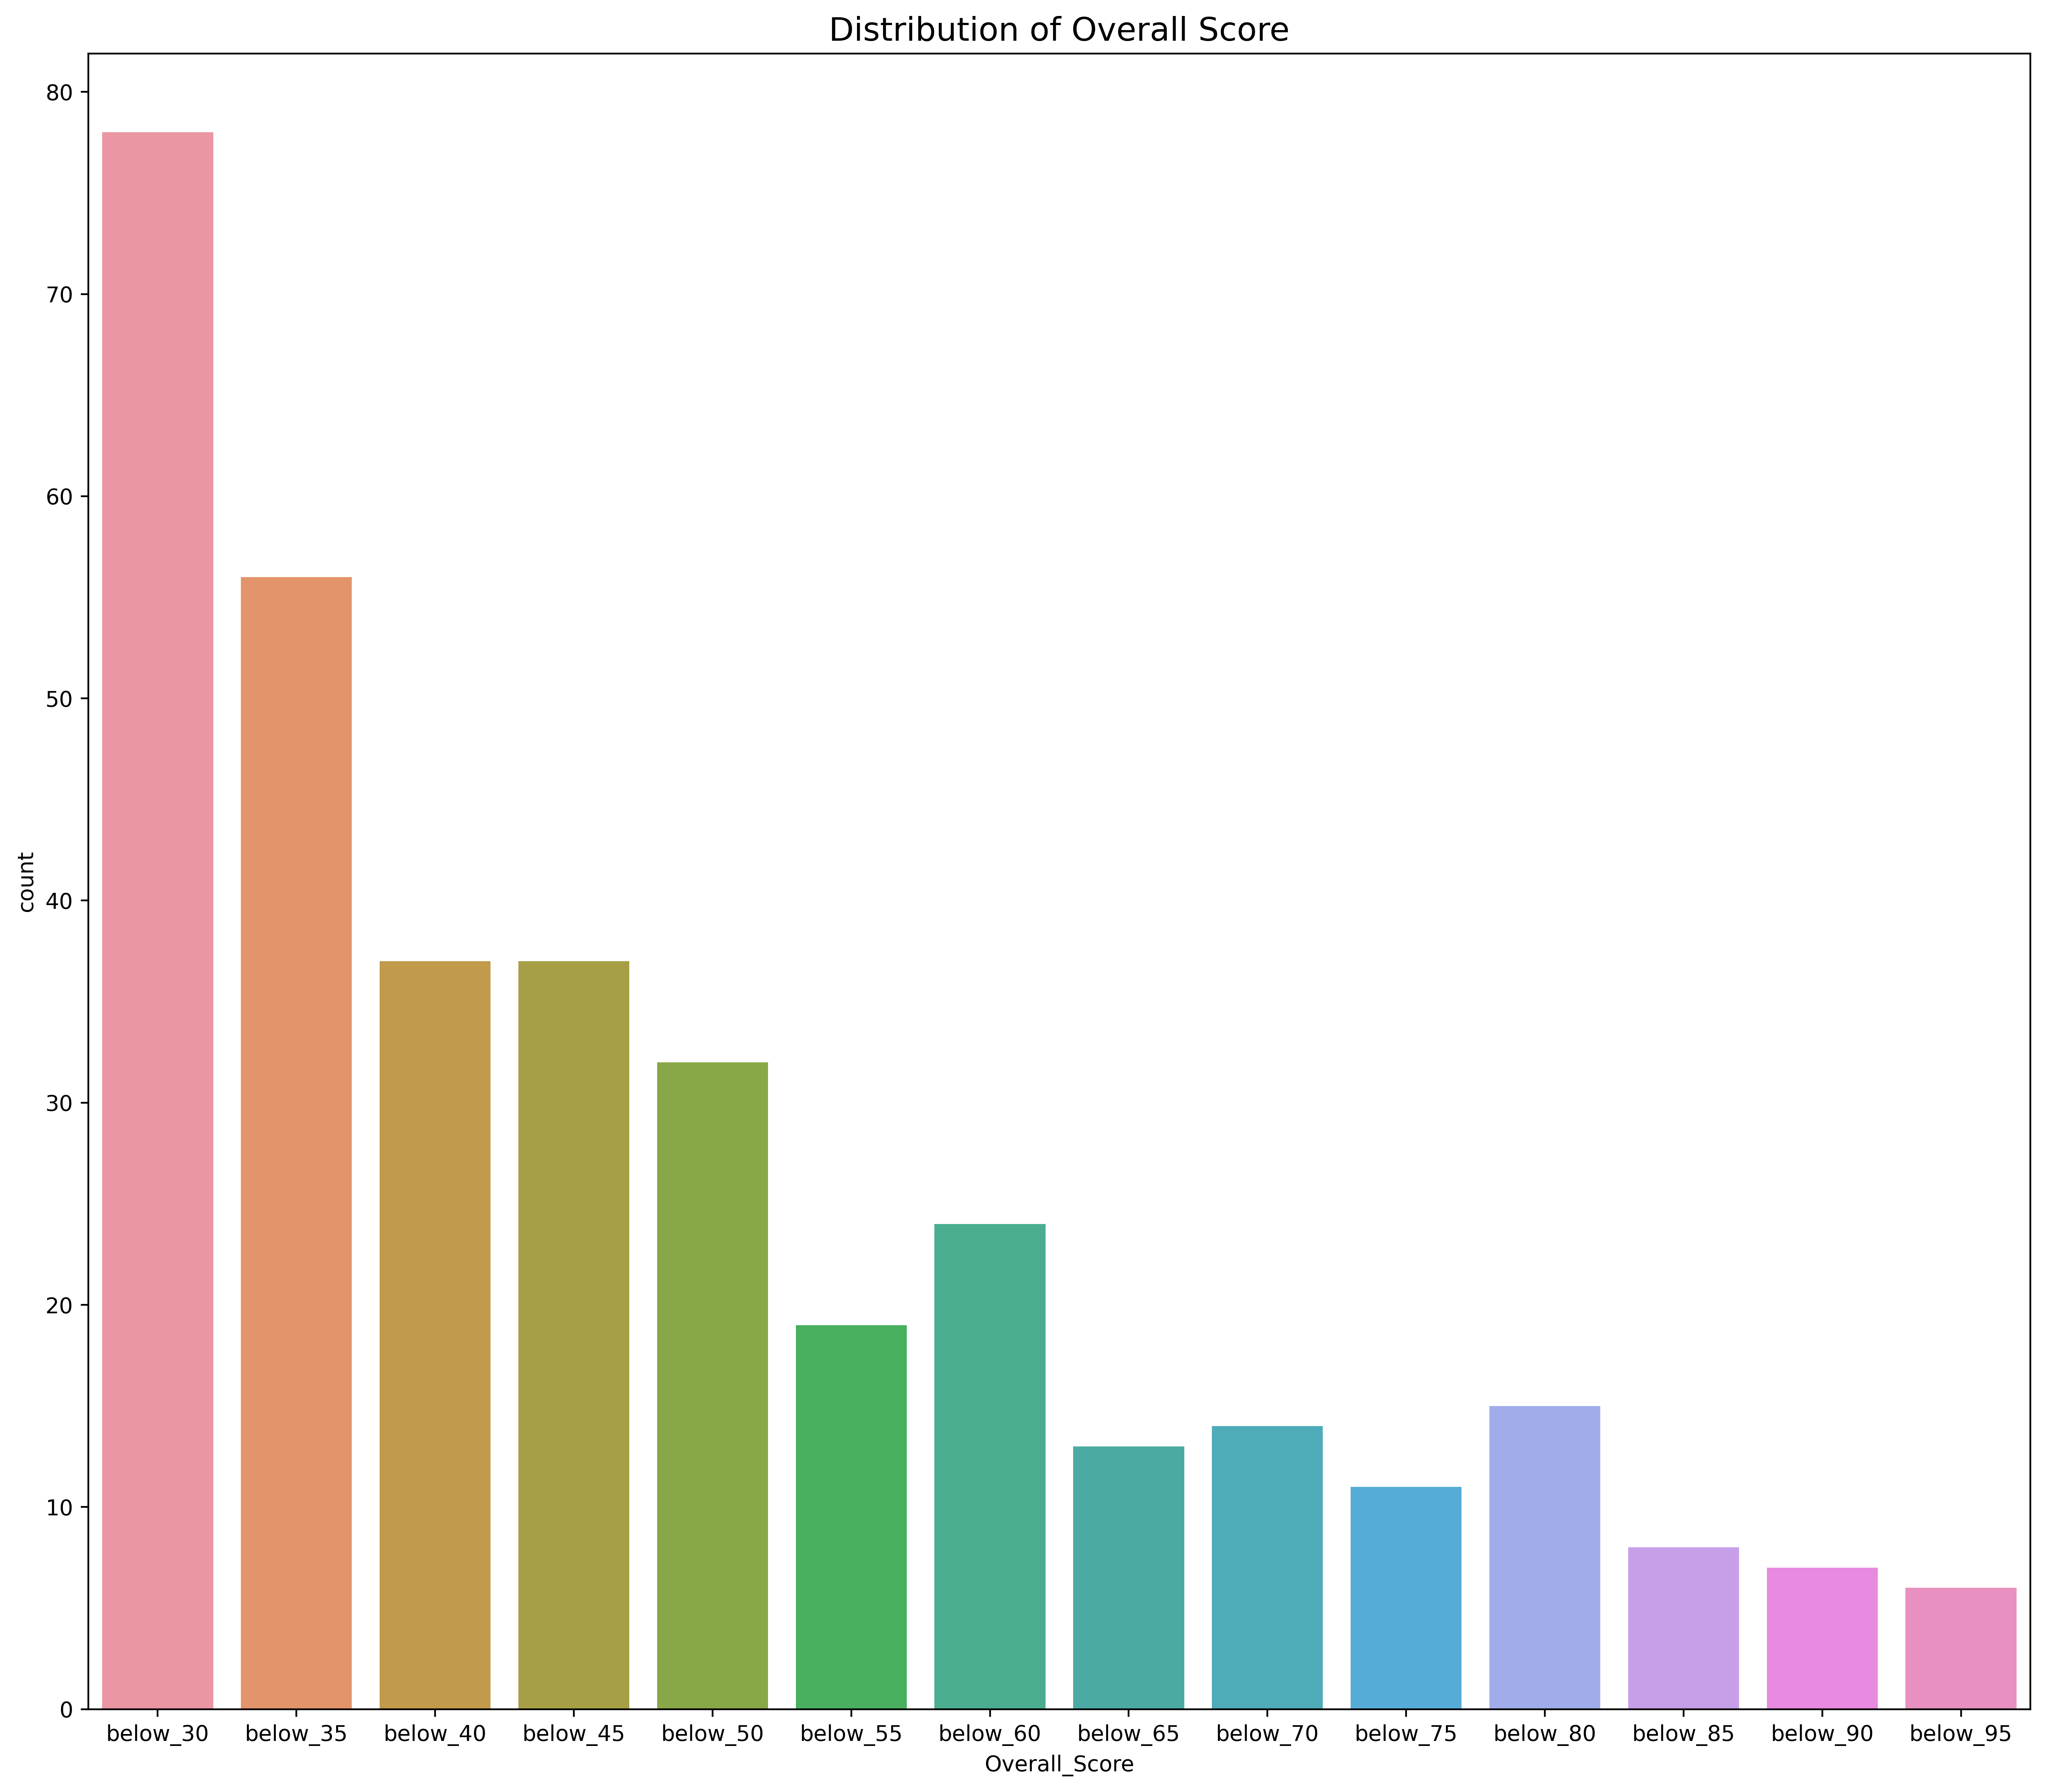 Distribution of Overall Score
80
70
60
50
40
30
20
10
0
count
below_30 below_35 below_40 below_45 below_50 below_55 below_60 below_65 below_70 below_75 below_80 below_85 below_90 below_95
Overall_Score